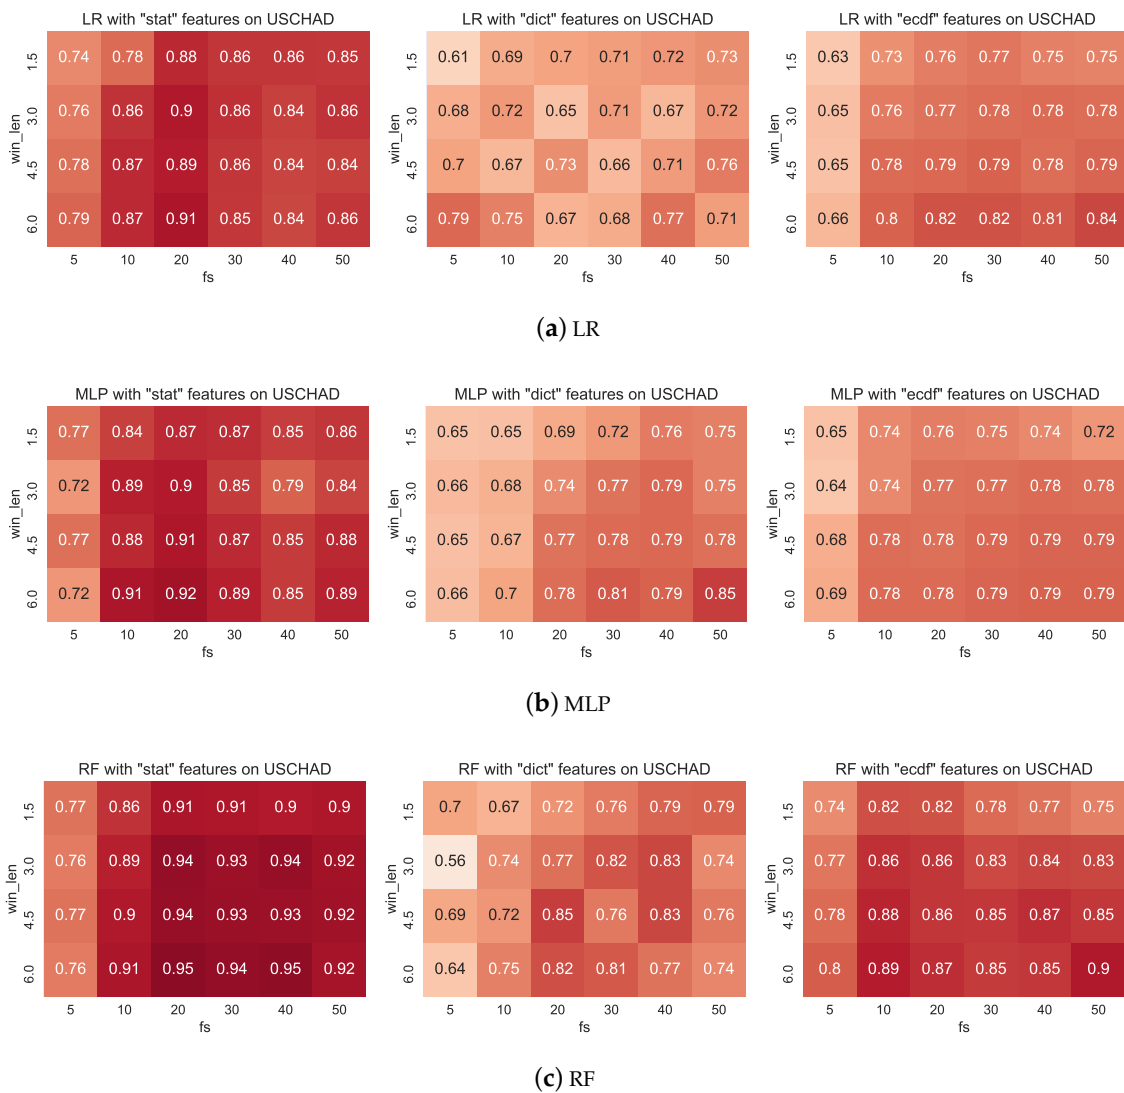 LR with "stat" features on USCHAD
1.5 0.74 0.78 0.88 0.86 0.86 0.85
3.0 0.76 0.86 0.9 0.86 0.84 0.86
4.5 0.78 0.87 0.89 0.86 0.84 0.84
6.0 0.79 0.87 0.91 0.85 0.84 0.86
win_len
5 10 20 30 40 50
fs
LR with "dict" features on USCHAD
1.5 0.61 0.69 0.7 0.71 0.72 0.73
3.0 0.68 0.72 0.65 0.71 0.67 0.72
4.5 0.7 0.67 0.73 0.66 0.71 0.76
6.0 0.79 0.75 0.67 0.68 0.77 0.71
win_len
5 10 20 30 40 50
fs
LR with "ecdf" features on USCHAD
1.5 0.63 0.73 0.76 0.77 0.75 0.75
3.0 0.65 0.76 0.77 0.78 0.78 0.78
4.5 0.65 0.78 0.79 0.79 0.78 0.79
6.0 0.66 0.8 0.82 0.82 0.81 0.84
win_len
5 10 20 30 40 50
fs
(a) LR
MLP with "stat" features on USCHAD
1.5 0.77 0.84 0.87 0.87 0.85 0.86
3.0 0.72 0.89 0.9 0.85 0.79 0.84
4.5 0.77 0.88 0.91 0.87 0.85 0.88
6.0 0.72 0.91 0.92 0.89 0.85 0.89
win_len
5 10 20 30 40 50
fs
MLP with "dict" features on USCHAD
1.5 0.65 0.65 0.69 0.72 0.76 0.75
3.0 0.66 0.68 0.74 0.77 0.79 0.75
4.5 0.65 0.67 0.77 0.78 0.79 0.78
6.0 0.66 0.7 0.78 0.81 0.79 0.85
win_len
5 10 20 30 40 50
fs
MLP with "ecdf" features on USCHAD
1.5 0.65 0.74 0.76 0.75 0.74 0.72
3.0 0.64 0.74 0.77 0.77 0.78 0.78
4.5 0.68 0.78 0.78 0.79 0.79 0.79
6.0 0.69 0.78 0.78 0.79 0.79 0.79
win_len
5 10 20 30 40 50
fs
(b) MLP
RF with "stat" features on USCHAD
1.5 0.77 0.86 0.91 0.91 0.9 0.9
3.0 0.76 0.89 0.94 0.93 0.94 0.92
4.5 0.77 0.9 0.94 0.93 0.93 0.92
6.0 0.76 0.91 0.95 0.94 0.95 0.92
win_len
5 10 20 30 40 50
fs
RF with "dict" features on USCHAD
1.5 0.7 0.67 0.72 0.76 0.79 0.79
3.0 0.56 0.74 0.77 0.82 0.83 0.74
4.5 0.69 0.72 0.85 0.76 0.83 0.76
6.0 0.64 0.75 0.82 0.81 0.77 0.74
win_len
5 10 20 30 40 50
fs
RF with "ecdf" features on USCHAD
1.5 0.74 0.82 0.82 0.78 0.77 0.75
3.0 0.77 0.86 0.86 0.83 0.84 0.83
4.5 0.78 0.88 0.86 0.85 0.87 0.85
6.0 0.8 0.89 0.87 0.85 0.85 0.9
win_len
5 10 20 30 40 50
fs
(c) RF